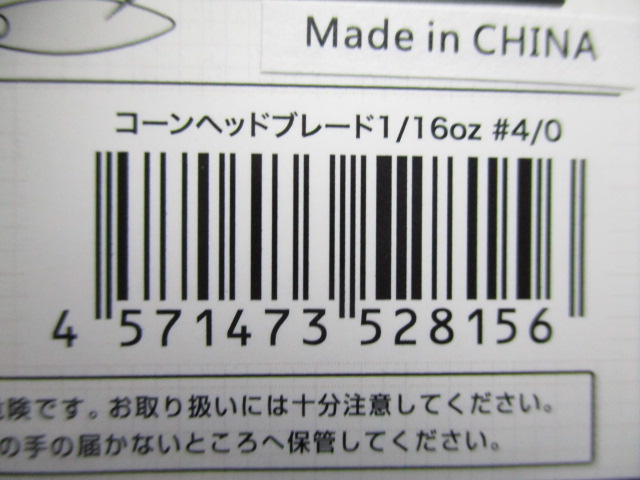 Made in CHINA
コーンヘッドブレード1/16oz #4/0
4 571473 528156
険です。お取り扱いには十分注意してください。
の手の届かないところへ保管してください。